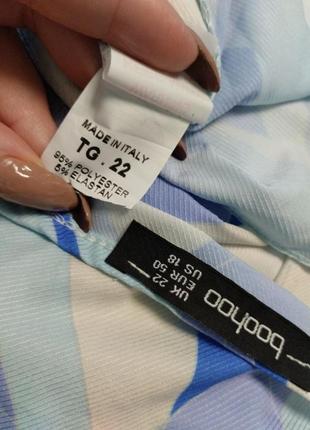 MADE IN ITALY
TG. 22
95% POLYESTER
5% ELASTAN
boohoo
UK 22
EUR 50
US 18